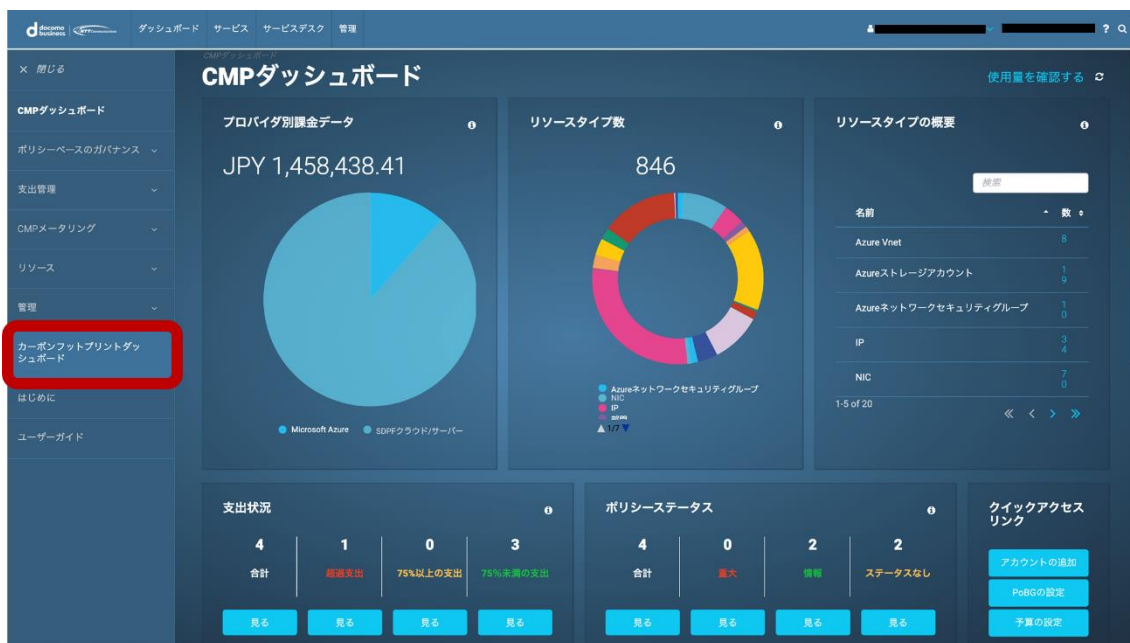 docomo business
ダッシュボード サービス サービスデスク 管理
?
× 閉じる
CMPダッシュボード
ポリシーベースのガバナンス
支出管理
CMPメータリング
リソース
管理
カーボンフットプリントダッ
シュボード
はじめに
ユーザーガイド
CMPダッシュボード
CMPダッシュボード
使用量を確認する
プロバイダ別課金データ
JPY 1,458,438.41
Microsoft Azure SDPFクラウド/サーバー
リソースタイプ数
846
Azureネットワークセキュリティグループ
NIC
IP
1/7
リソースタイプの概要
検索
名前 数
Azure Vnet 8
Azureストレージアカウント 1
9
Azureネットワークセキュリティグループ 1
0
IP 3
4
NIC 7
0
1-5 of 20
支出状況
4 1 0 3
合計 超過支出 75%以上の支出 75%未満の支出
見る 見る 見る 見る
ポリシーステータス
4 0 2 2
合計 重大 情報 ステータスなし
見る 見る 見る 見る
クイックアクセス
リンク
アカウントの追加
PoBGの設定
予算の設定